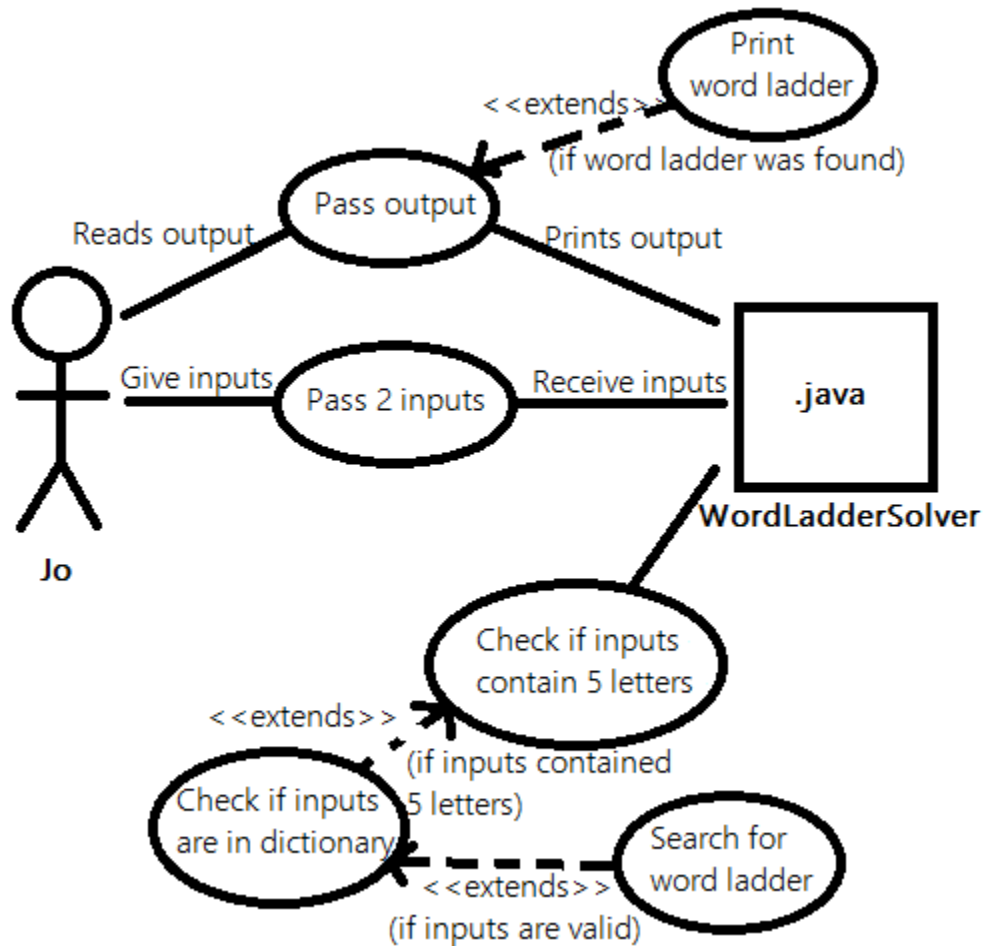 Print
word ladder
<<extends>>
(if word ladder was found)
Pass output
Reads output
Prints output
Give inputs
Pass 2 inputs
Receive inputs
.java
WordLadderSolver
Jo
Check if inputs
contain 5 letters
<<extends>>
(if inputs contained
5 letters)
Check if inputs
are in dictionary
Search for
word ladder
<<extends>>
(if inputs are valid)